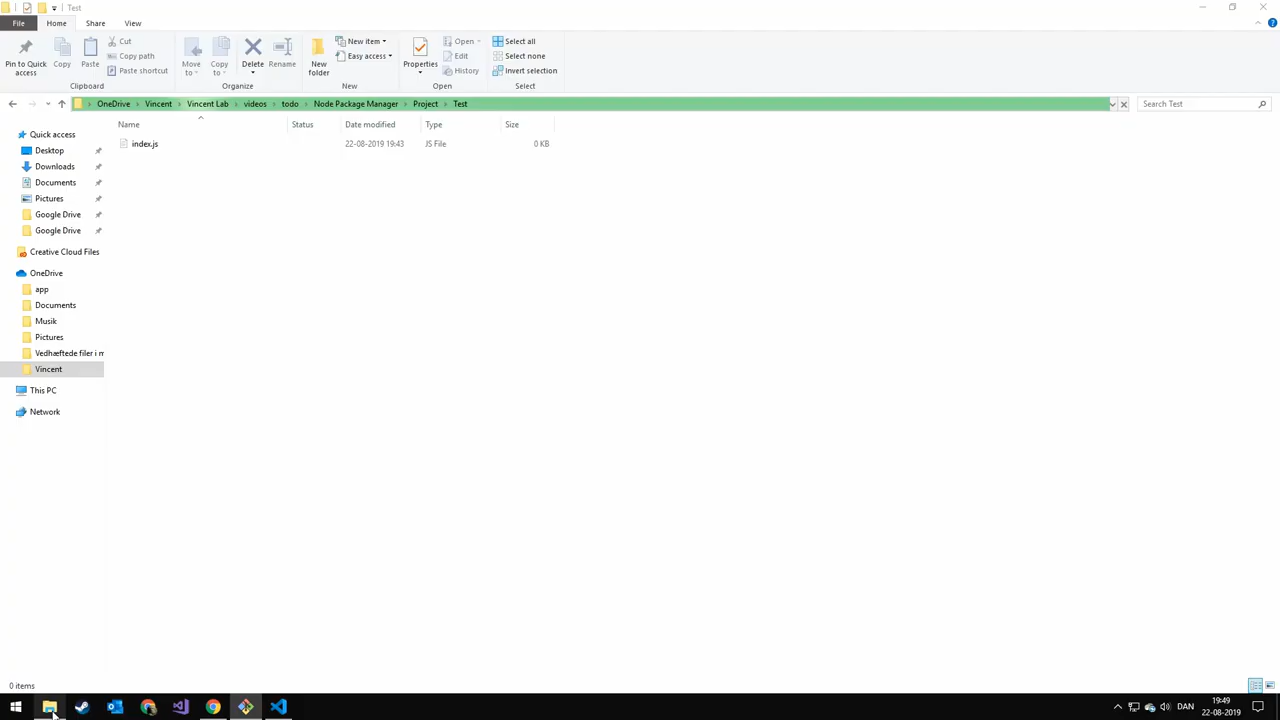 Test
File Home Share View
Pin to Quick access
Copy
Paste
Cut
Copy path
Paste shortcut
Clipboard
Move to
Copy to
Delete
Rename
Organize
New folder
New item
Easy access
New
Properties
Open
Edit
History
Open
Select all
Select none
Invert selection
Select
OneDrive Vincent Vincent Lab videos todo Node Package Manager Project Test
Search Test
Name Status Date modified Type Size
index.js 22-08-2019 19:43 JS File 0 KB
Quick access
Desktop
Downloads
Documents
Pictures
Google Drive
Google Drive
Creative Cloud Files
OneDrive
app
Documents
Musik
Pictures
Vedhæftede filer i m
Vincent
This PC
Network
0 items
DAN
19:49
22-08-2019